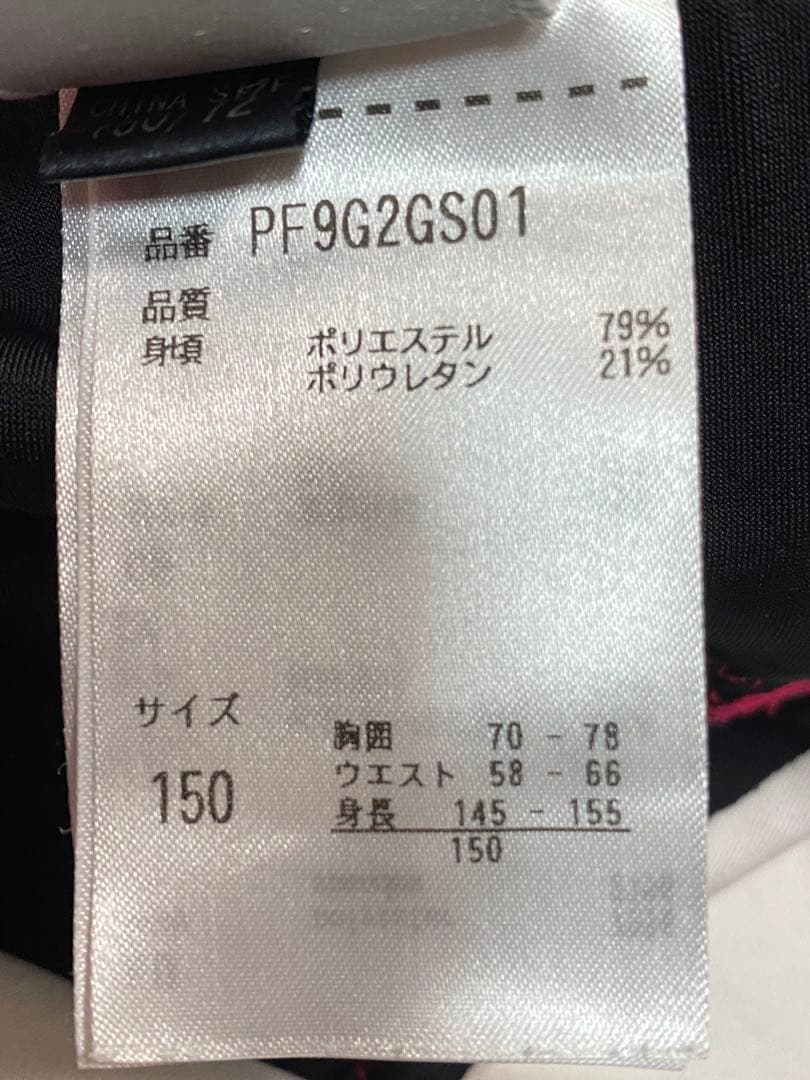 CHINA
品番 PF9G2GS01
品質
身頃 ポリエステル 79%
ポリウレタン 21%
サイズ
150
胸囲 70 - 78
ウエスト 58 - 66
身長 145 - 155
150